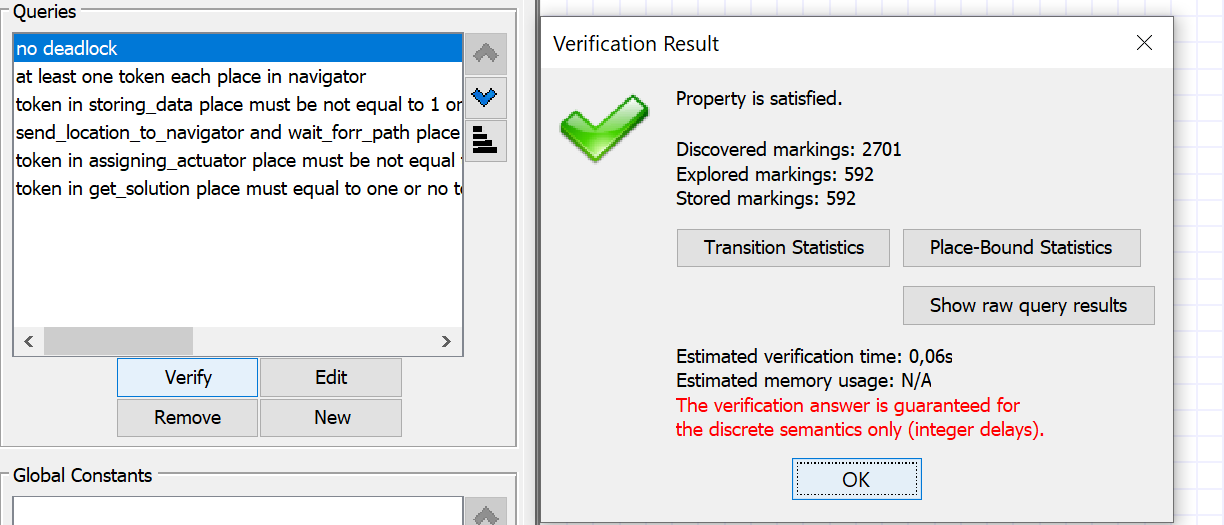 Queries
no deadlock
at least one token each place in navigator
token in storing_data place must be not equal to 1 or
send_location_to_navigator and wait_forr_path place
token in assigning_actuator place must be not equal
token in get_solution place must equal to one or no
Verify
Edit
Remove
New
Global Constants
Verification Result
Property is satisfied.
Discovered markings: 2701
Explored markings: 592
Stored markings: 592
Transition Statistics
Place-Bound Statistics
Show raw query results
Estimated verification time: 0,06s
Estimated memory usage: N/A
The verification answer is guaranteed for
the discrete semantics only (integer delays).
OK